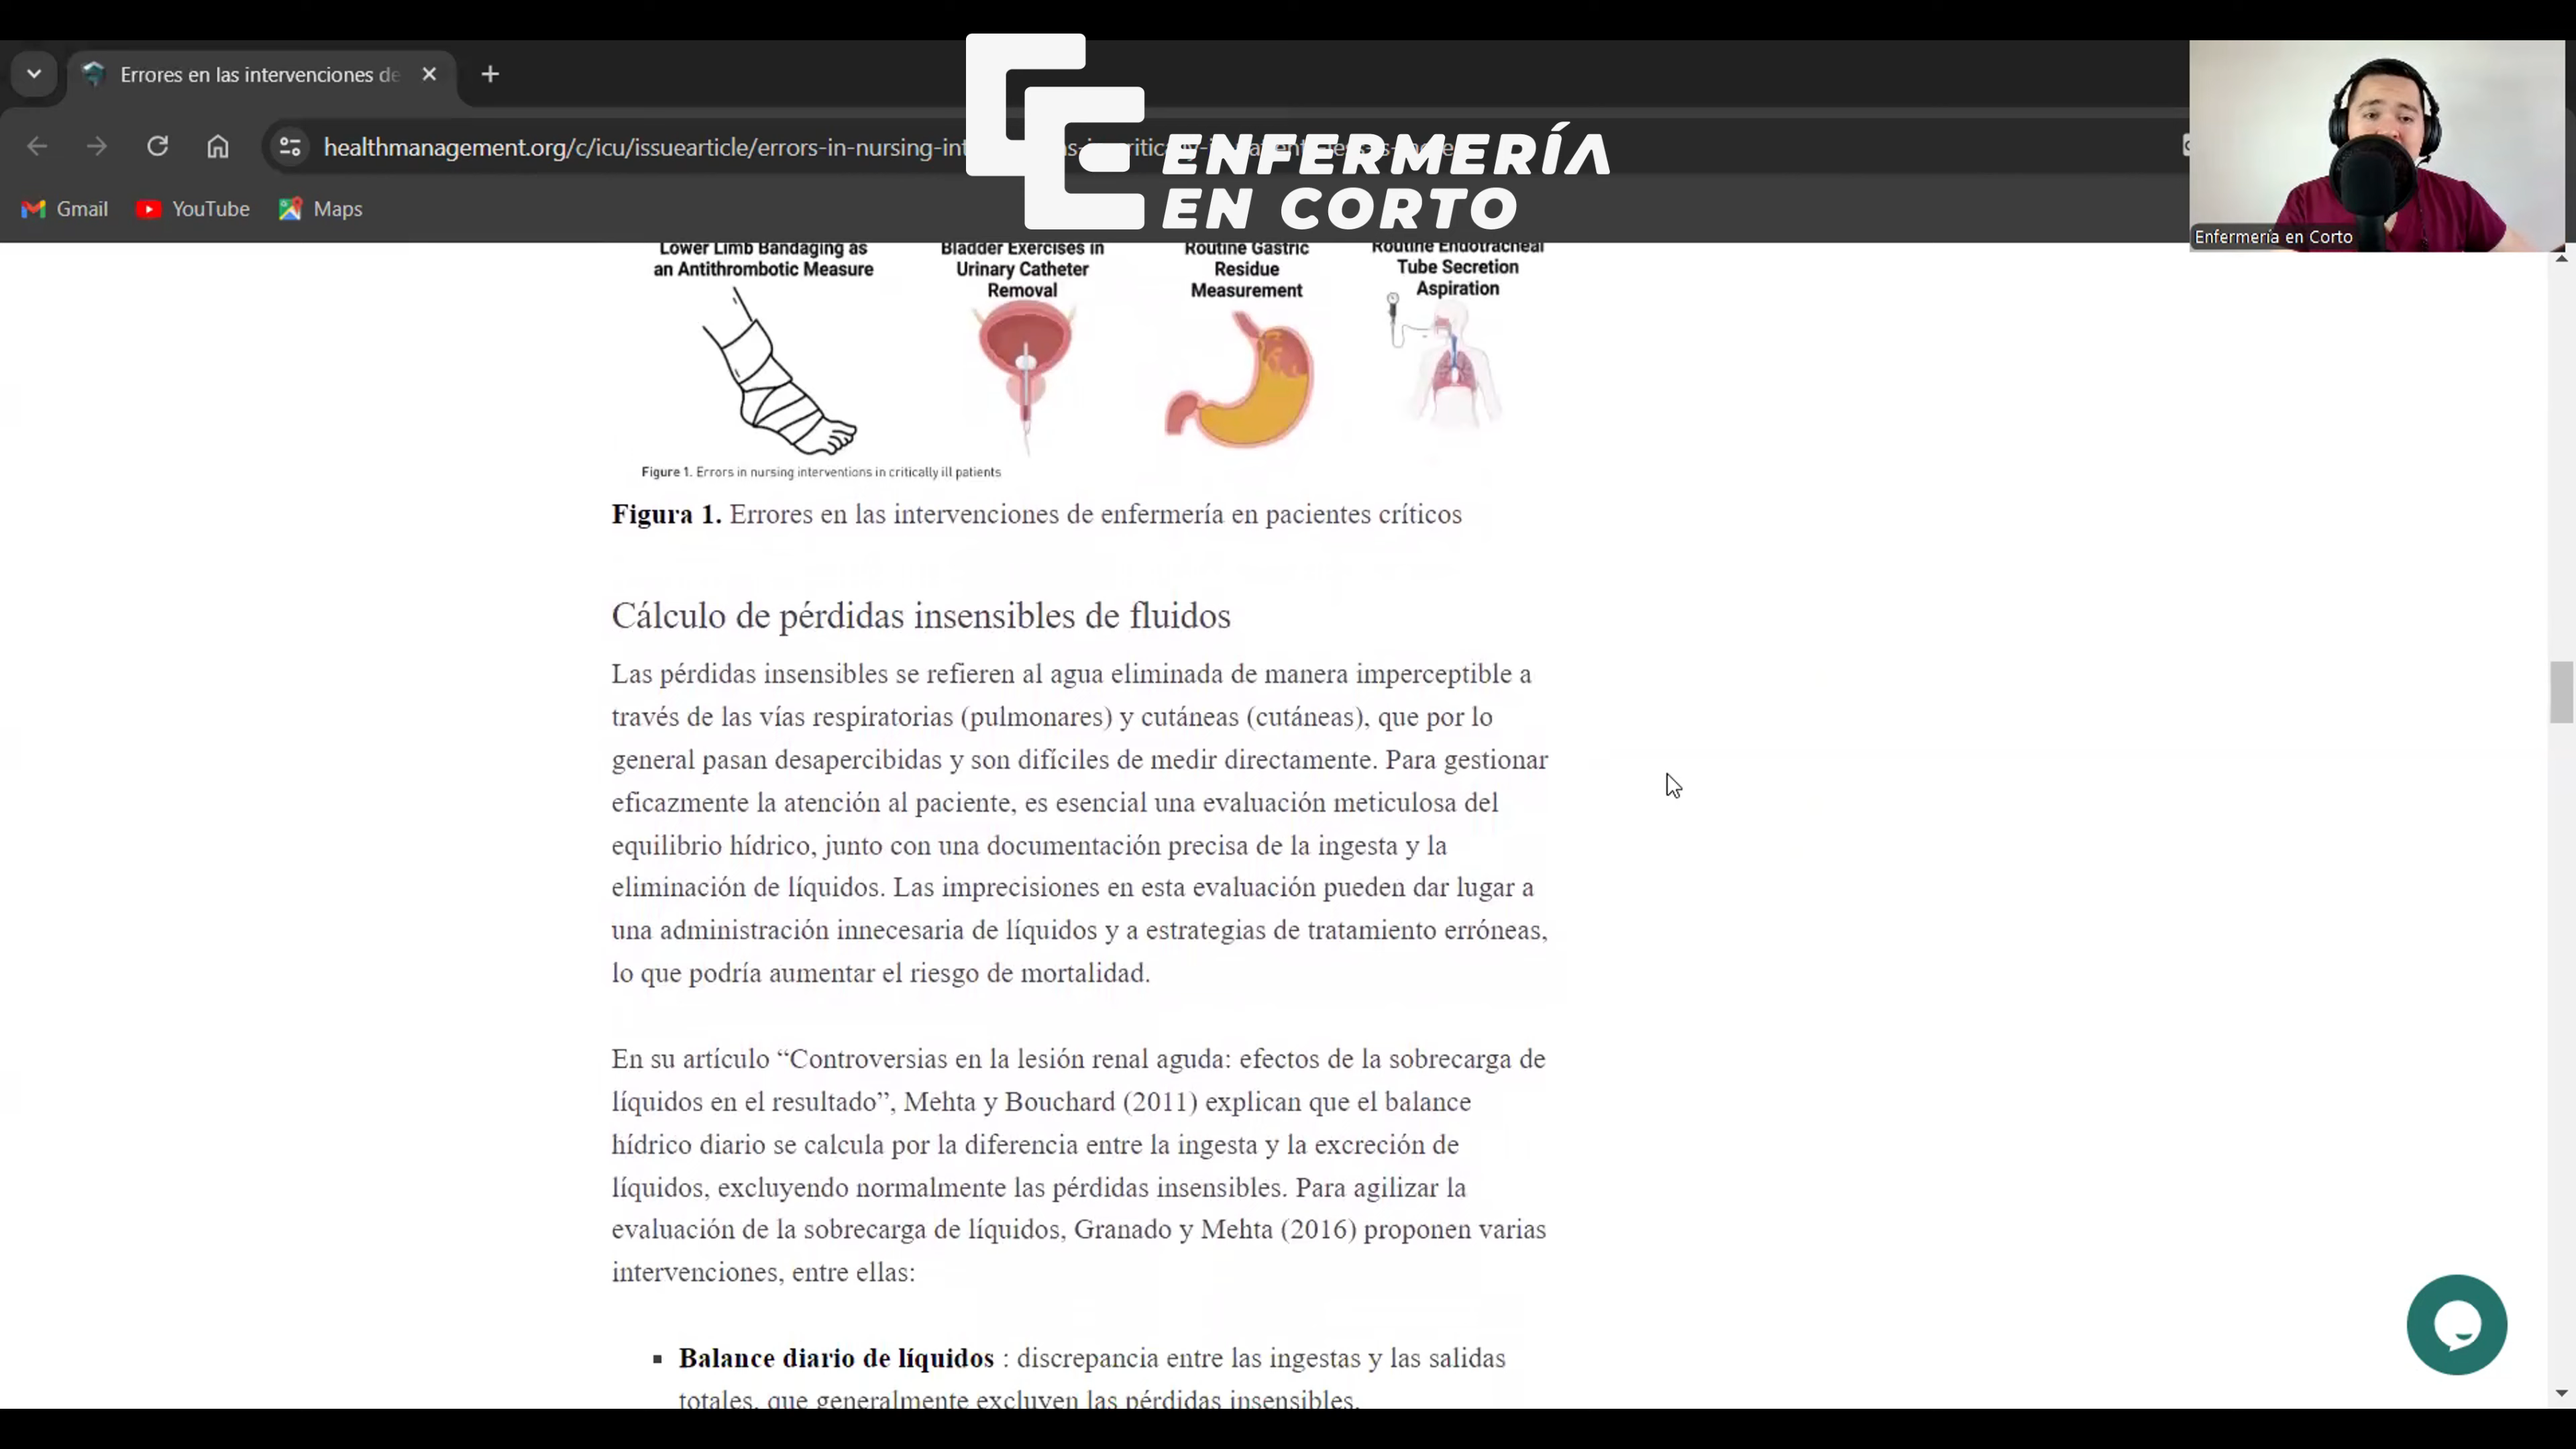 Errores en las intervenciones de
healthmanagement.org/c/icu/issuearticle/errors-in-nursing-int
ENFERMERÍA
EN CORTO
Gmail
YouTube
Maps
Enfermería en Corto
Lower Limb Bandaging as
an Antithrombotic Measure
Bladder Exercises in
Urinary Catheter
Removal
Routine Gastric
Residue
Measurement
Routine Endotracheal
Tube Secretion
Aspiration
Figure 1. Errors in nursing interventions in critically ill patients
Figura 1. Errores en las intervenciones de enfermería en pacientes críticos
Cálculo de pérdidas insensibles de fluidos
Las pérdidas insensibles se refieren al agua eliminada de manera imperceptible a
través de las vías respiratorias (pulmonares) y cutáneas (cutáneas), que por lo
general pasan desapercibidas y son difíciles de medir directamente. Para gestionar
eficazmente la atención al paciente, es esencial una evaluación meticulosa del
equilibrio hídrico, junto con una documentación precisa de la ingesta y la
eliminación de líquidos. Las imprecisiones en esta evaluación pueden dar lugar a
una administración innecesaria de líquidos y a estrategias de tratamiento erróneas,
lo que podría aumentar el riesgo de mortalidad.
En su artículo “Controversias en la lesión renal aguda: efectos de la sobrecarga de
líquidos en el resultado”, Mehta y Bouchard (2011) explican que el balance
hídrico diario se calcula por la diferencia entre la ingesta y la excreción de
líquidos, excluyendo normalmente las pérdidas insensibles. Para agilizar la
evaluación de la sobrecarga de líquidos, Granado y Mehta (2016) proponen varias
intervenciones, entre ellas:
▪ Balance diario de líquidos : discrepancia entre las ingestas y las salidas
totales, que generalmente excluyen las pérdidas insensibles.